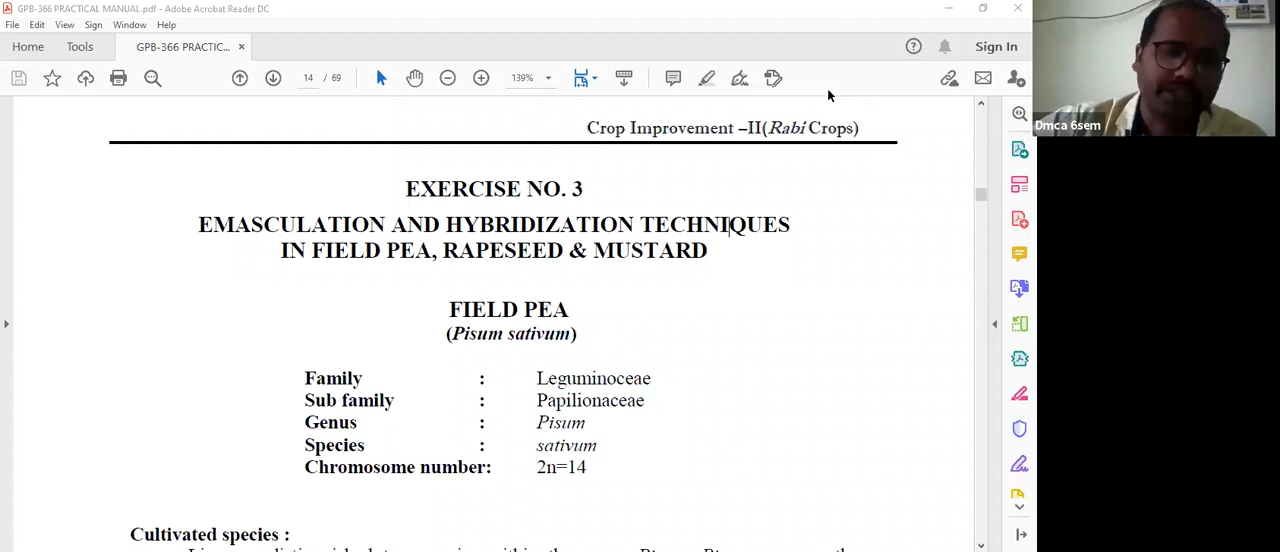 GPB-366 PRACTICAL MANUAL.pdf - Adobe Acrobat Reader DC
File Edit View Sign Window Help
Home Tools GPB-366 PRACTIC... Sign In
14 / 69 139%
Dmca 6sem
Crop Improvement –II(Rabi Crops)
EXERCISE NO. 3
EMASCULATION AND HYBRIDIZATION TECHNIQUES
IN FIELD PEA, RAPESEED & MUSTARD
FIELD PEA
(Pisum sativum)
Family : Leguminoceae
Sub family : Papilionaceae
Genus : Pisum
Species : sativum
Chromosome number: 2n=14
Cultivated species :